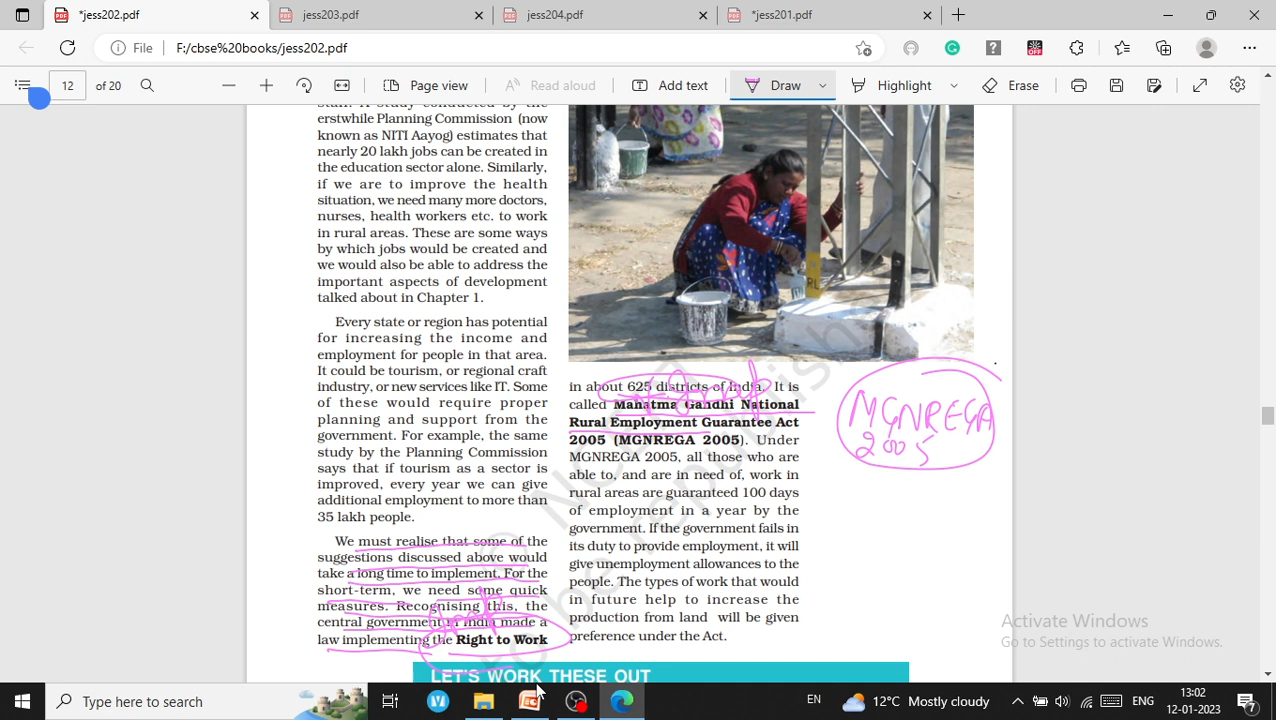 *jess202.pdf
jess203.pdf
jess204.pdf
*jess201.pdf
File
F:/cbse%20books/jess202.pdf
12 of 20
Page view
Read aloud
Add text
Draw
Highlight
Erase
erstwhile Planning Commission (now
known as NITI Aayog) estimates that
nearly 20 lakh jobs can be created in
the education sector alone. Similarly,
if we are to improve the health
situation, we need many more doctors,
nurses, health workers etc. to work
in rural areas. These are some ways
by which jobs would be created and
we would also be able to address the
important aspects of development
talked about in Chapter 1.
Every state or region has potential
for increasing the income and
employment for people in that area.
It could be tourism, or regional craft
industry, or new services like IT. Some
of these would require proper
planning and support from the
government. For example, the same
study by the Planning Commission
says that if tourism as a sector is
improved, every year we can give
additional employment to more than
35 lakh people.
We must realise that some of the
suggestions discussed above would
take a long time to implement. For the
short-term, we need some quick
measures. Recognising this, the
central government in India made a
law implementing the Right to Work
in about 625 districts of India. It is
called Mahatma Gandhi National
Rural Employment Guarantee Act
2005 (MGNREGA 2005). Under
MGNREGA 2005, all those who are
able to, and are in need of, work in
rural areas are guaranteed 100 days
of employment in a year by the
government. If the government fails in
its duty to provide employment, it will
give unemployment allowances to the
people. The types of work that would
in future help to increase the
production from land will be given
preference under the Act.
MGNREGA
2005
LET'S WORK THESE OUT
Activate Windows
Go to Settings to activate Windows.
Type here to search
EN
12°C Mostly cloudy
ENG
13:02
12-01-2023
7